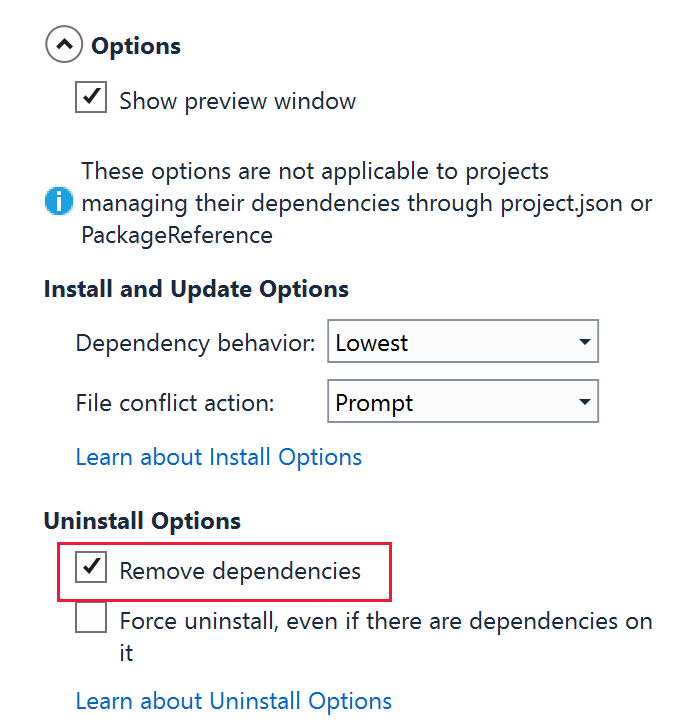 Options
Show preview window
These options are not applicable to projects
managing their dependencies through project.json or
PackageReference
Install and Update Options
Dependency behavior: Lowest
File conflict action: Prompt
Learn about Install Options
Uninstall Options
Remove dependencies
Force uninstall, even if there are dependencies on
it
Learn about Uninstall Options